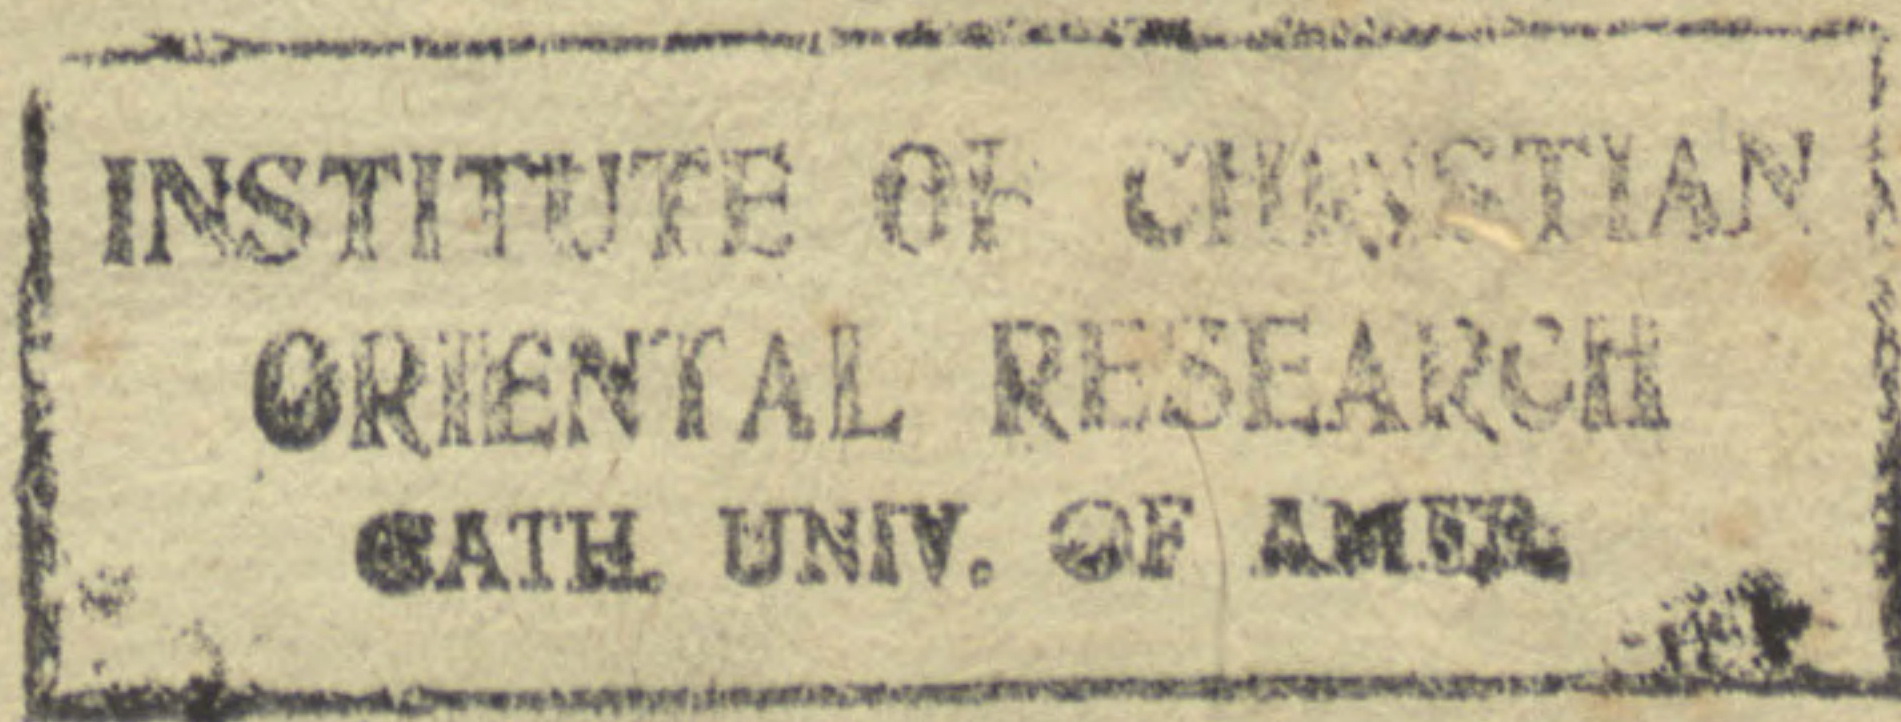 INSTITUTE OF CHRISTIAN
ORIENTAL RESEARCH
CATH. UNIV. OF AMER.